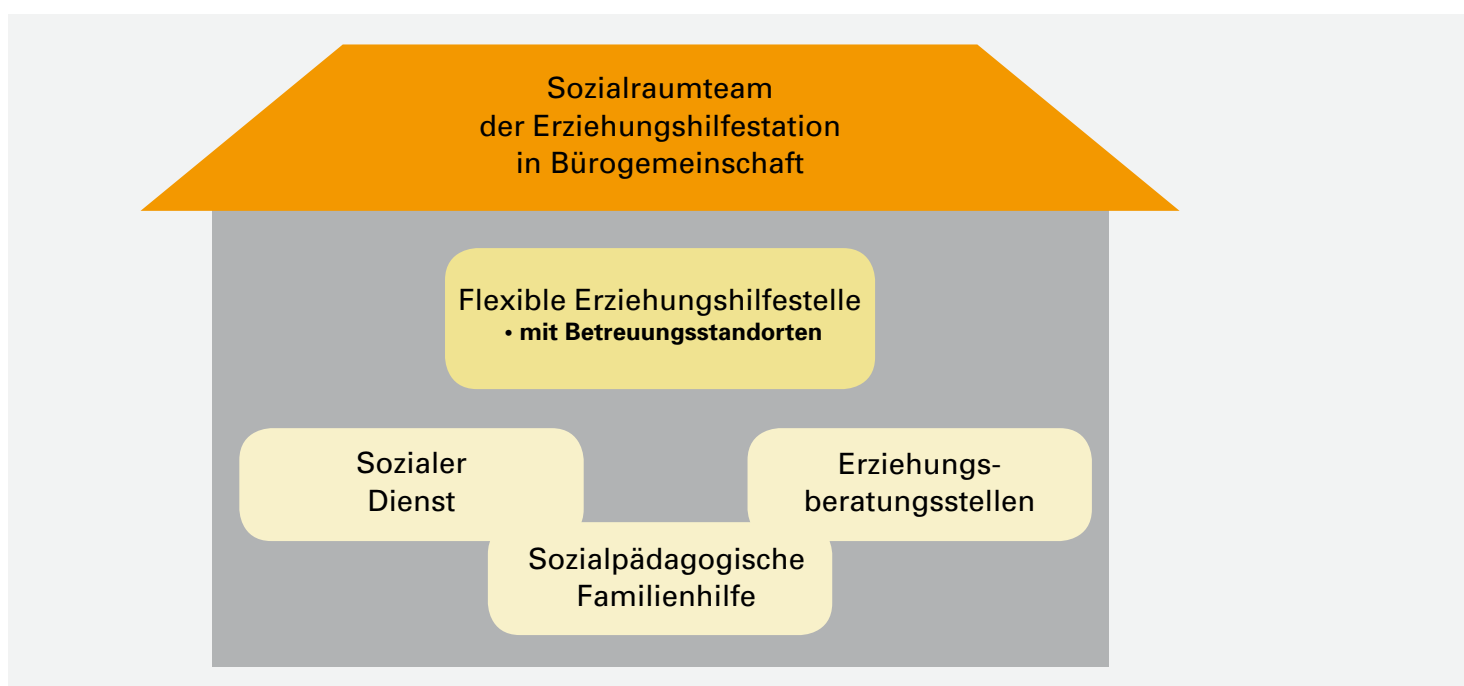 Sozialraumteam
der Erziehungshilfestation
in Bürogemeinschaft
Flexible Erziehungshilfestelle
• mit Betreuungsstandorten
Sozialer
Dienst
Erziehungs-
beratungsstellen
Sozialpädagogische
Familienhilfe